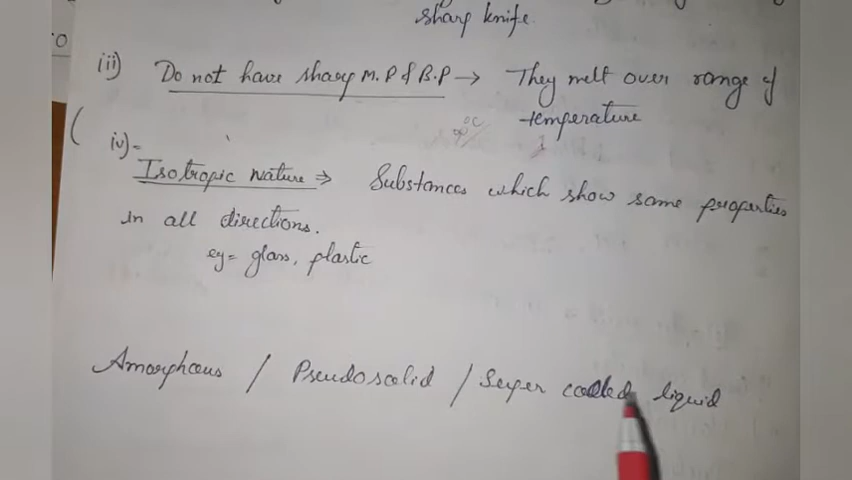 sharp knife.
iii) Do not have sharp M.P & B.P → They melt over range of
temperature
iv)= Isotropic Nature ⇒ Substances which show same properties
in all directions.
eg= glass, plastic
Amorphous / Pseudosolid / Super cooled liquid